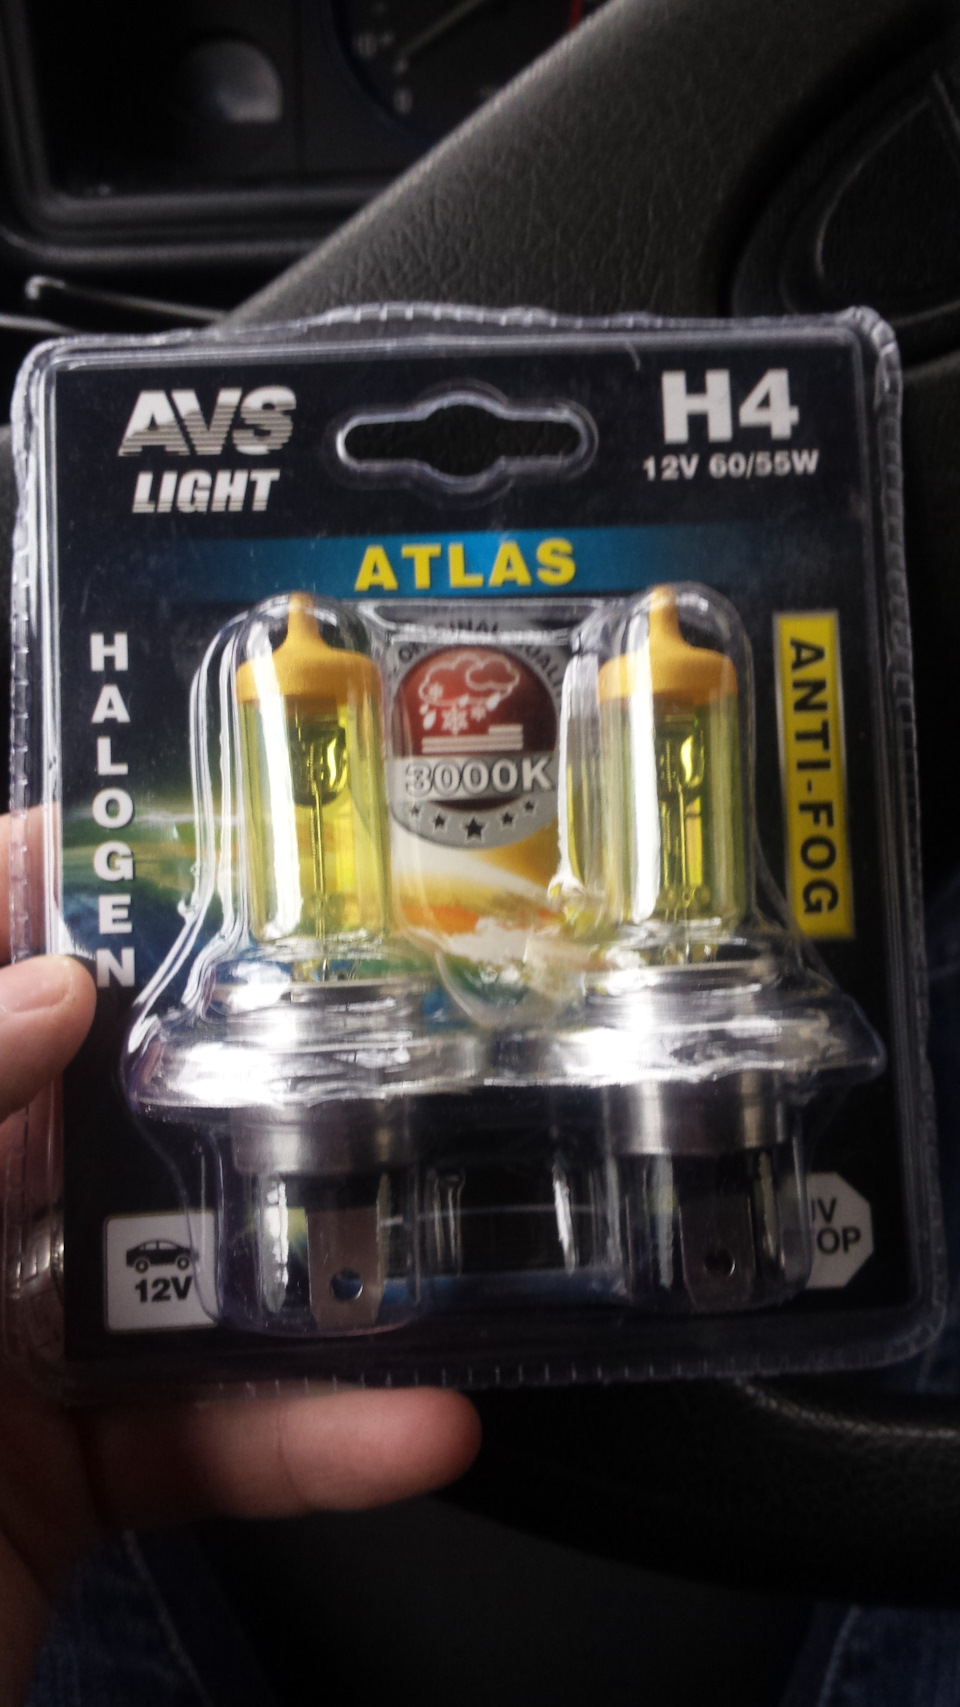 AVS
LIGHT
H4
12V 60/55W
ATLAS
HALOGEN
3000K
ANTI-FOG
12V